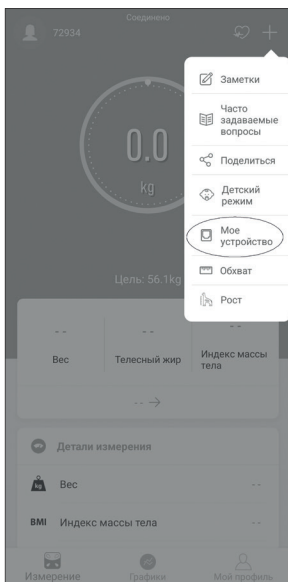 Соединено
72934
Заметки
Часто
задаваемые
вопросы
Поделиться
Детский
режим
Мое
устройство
Обхват
Рост
0.0
kg
Цель: 56.1kg
-- -- --
Вес Телесный жир Индекс массы
тела
-- →
Детали измерения
kg Вес --
BMI Индекс массы тела --
Измерение Графики Мой профиль